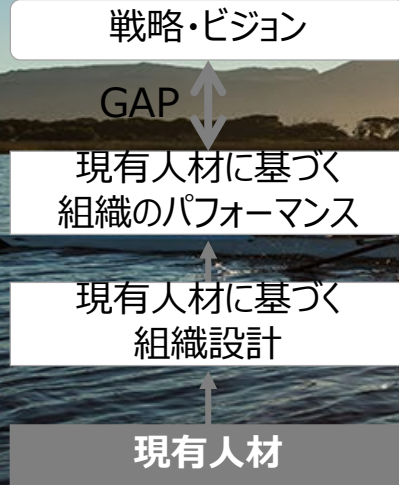 戦略・ビジョン
GAP
現有人材に基づく
組織のパフォーマンス
現有人材に基づく
組織設計
現有人材